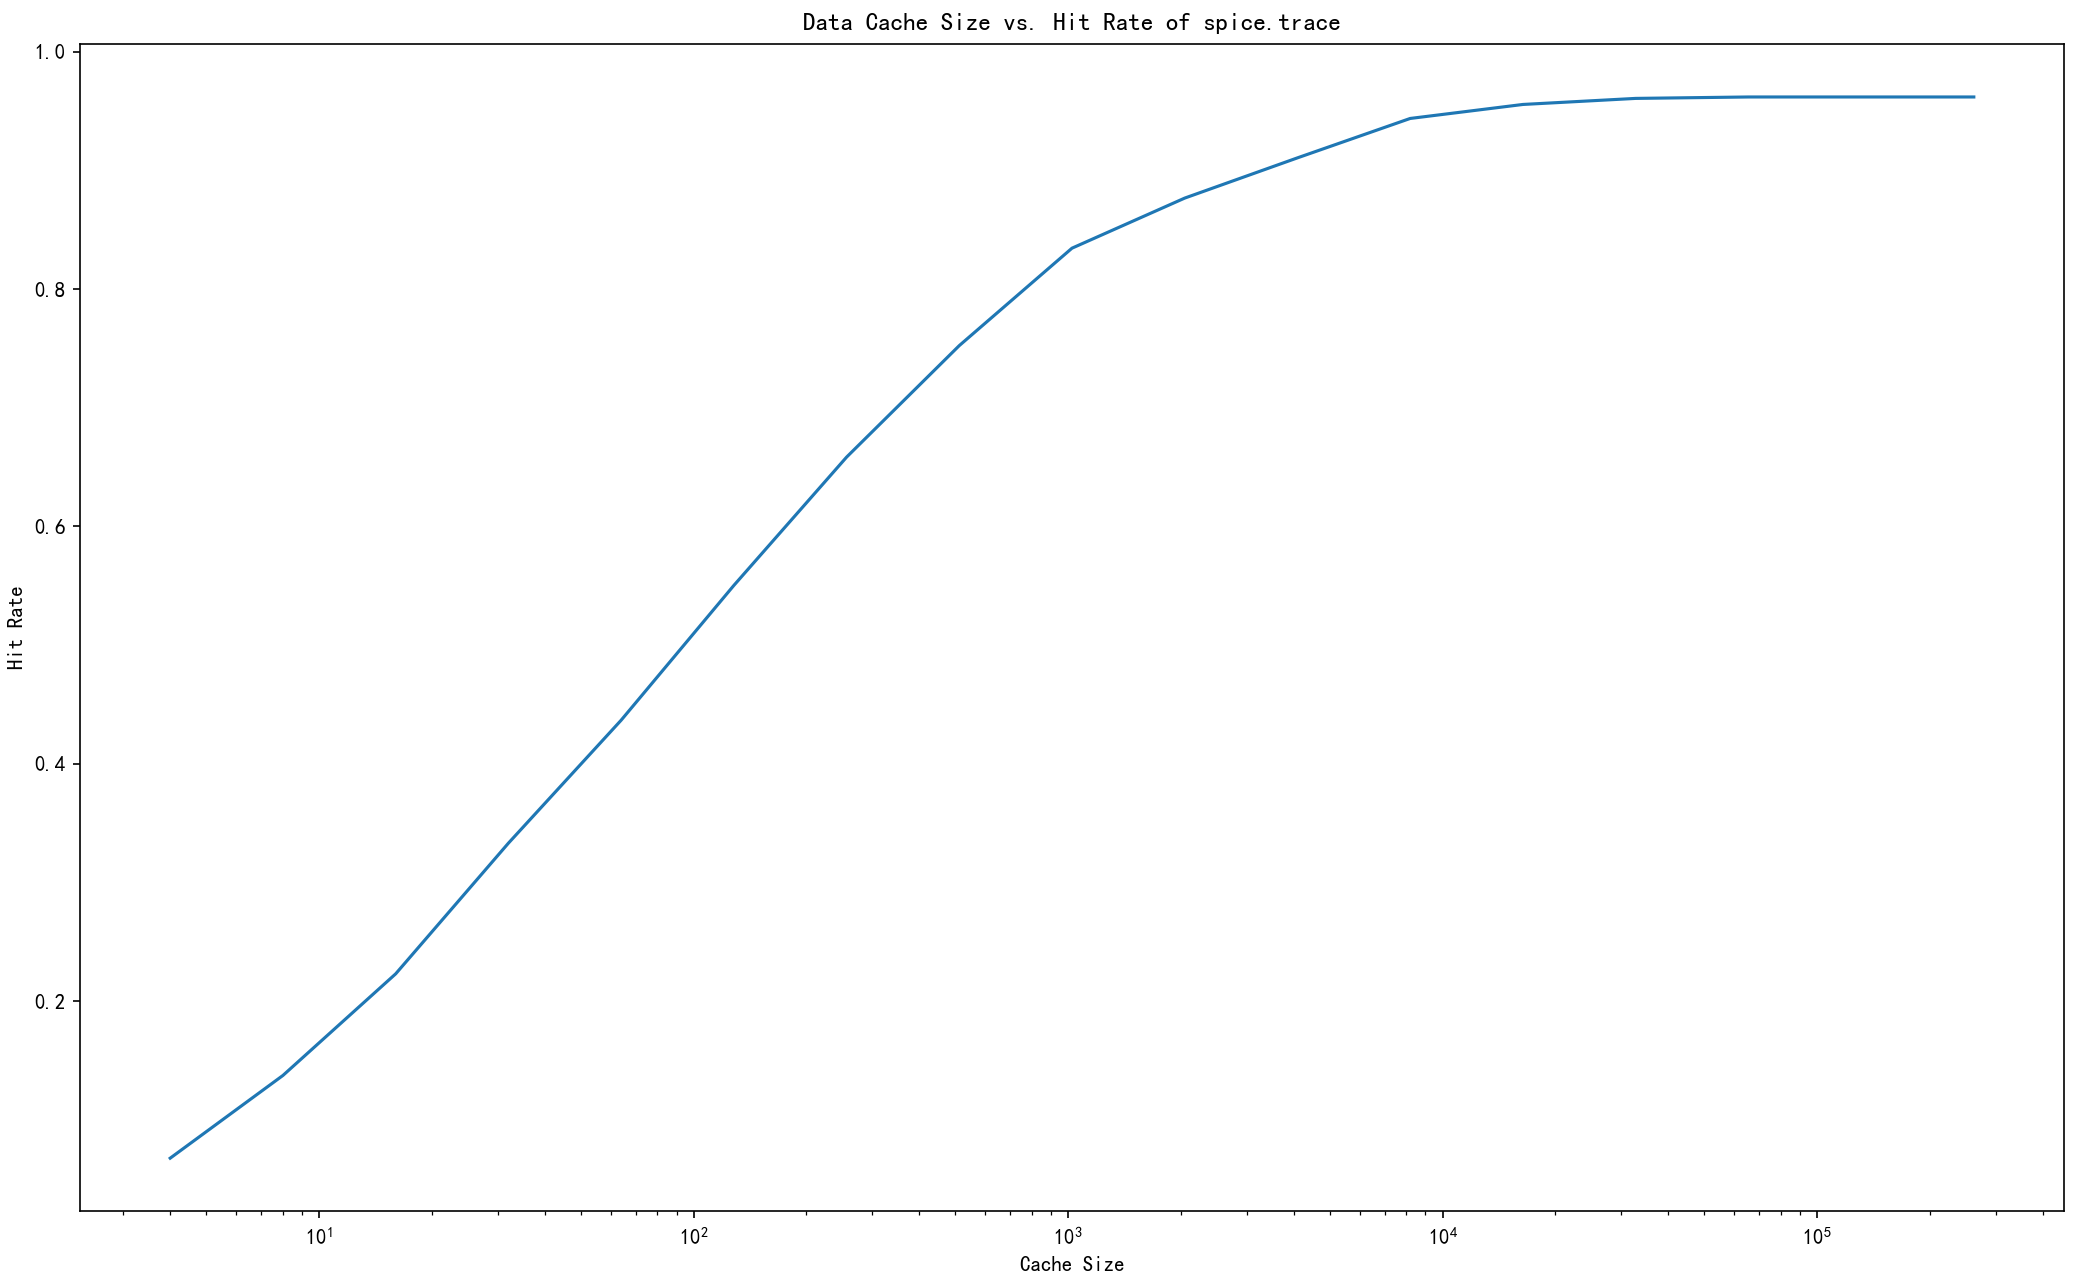 Data Cache Size vs. Hit Rate of spice.trace
1.0
0.8
0.6
0.4
0.2
Hit Rate
10¹ 10² 10³ 10⁴ 10⁵
Cache Size